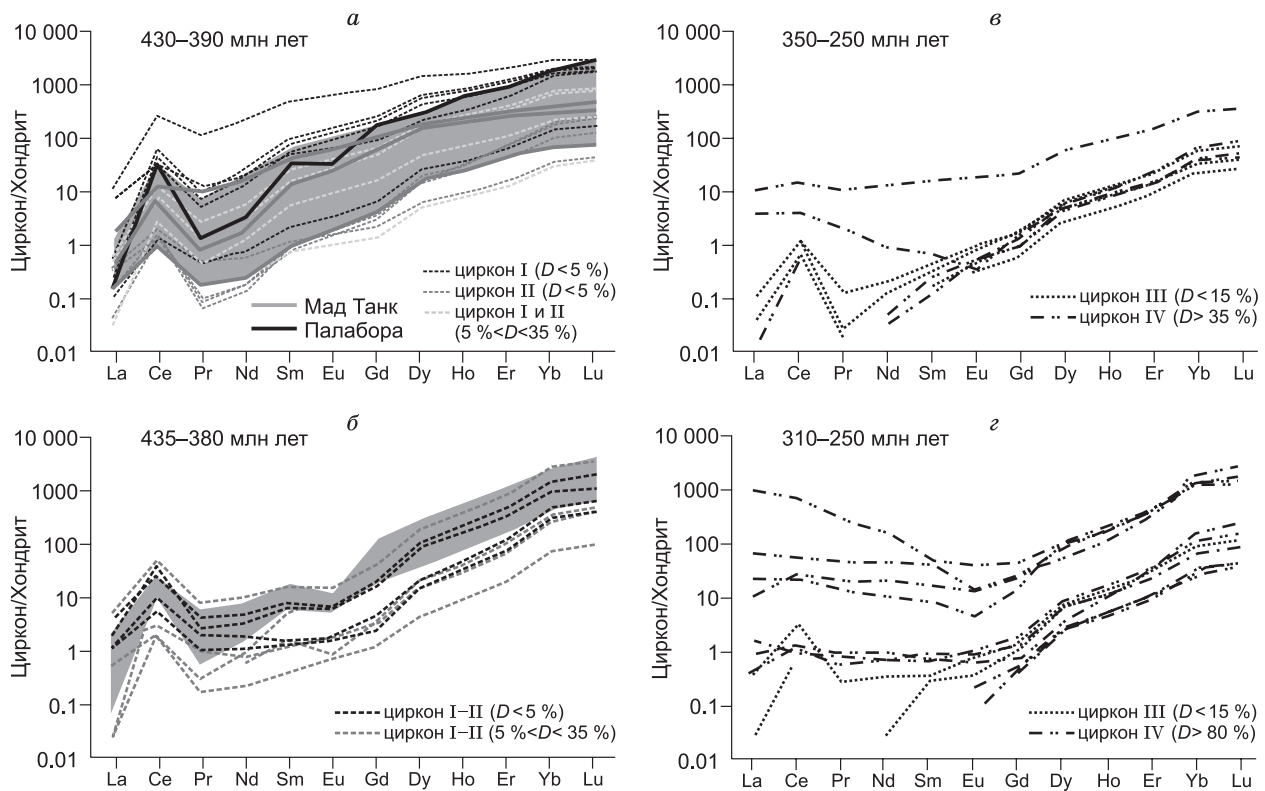 а
430–390 млн лет
Циркон/Хондрит
10 000
1000
100
10
1
0.1
0.01
La Ce Pr Nd Sm Eu Gd Dy Ho Er Yb Lu
Мад Танк
Палабора
циркон I (D<5 %)
циркон II (D<5 %)
циркон I и II
(5 %<D<35 %)
в
350–250 млн лет
Циркон/Хондрит
10 000
1000
100
10
1
0.1
0.01
La Ce Pr Nd Sm Eu Gd Dy Ho Er Yb Lu
циркон III (D<15 %)
циркон IV (D>35 %)
б
435–380 млн лет
Циркон/Хондрит
10 000
1000
100
10
1
0.1
0.01
La Ce Pr Nd Sm Eu Gd Dy Ho Er Yb Lu
циркон I–II (D<5 %)
циркон I–II (5 %<D<35 %)
г
310–250 млн лет
Циркон/Хондрит
10 000
1000
100
10
1
0.1
0.01
La Ce Pr Nd Sm Eu Gd Dy Ho Er Yb Lu
циркон III (D<15 %)
циркон IV (D>80 %)